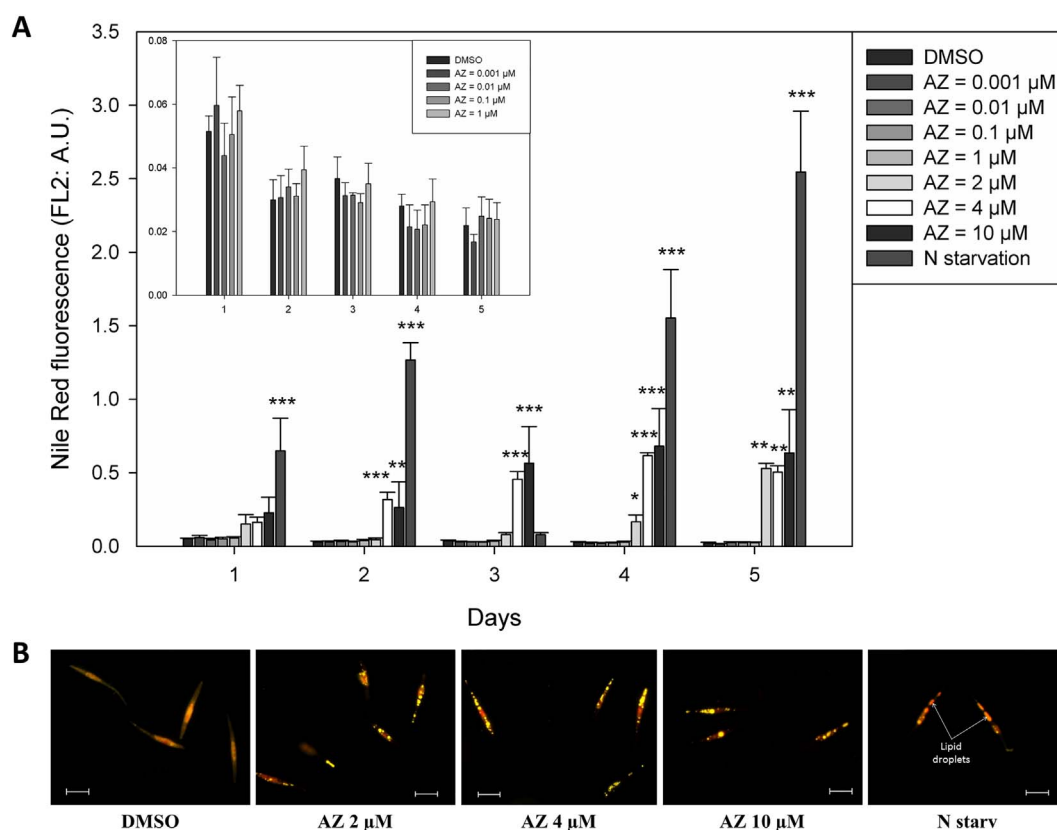 A
Nile Red fluorescence (FL2: A.U.)
3.5
3.0
2.5
2.0
1.5
1.0
0.5
0.0
0.08
0.06
0.04
0.02
0.00
DMSO
AZ = 0.001 µM
AZ = 0.01 µM
AZ = 0.1 µM
AZ = 1 µM
1 2 3 4 5
DMSO
AZ = 0.001 µM
AZ = 0.01 µM
AZ = 0.1 µM
AZ = 1 µM
AZ = 2 µM
AZ = 4 µM
AZ = 10 µM
N starvation
***
*** ** ***
*** ***
* *** *** ***
** ** ** ***
1 2 3 4 5
Days
B
Lipid
droplets
DMSO AZ 2 µM AZ 4 µM AZ 10 µM N starv